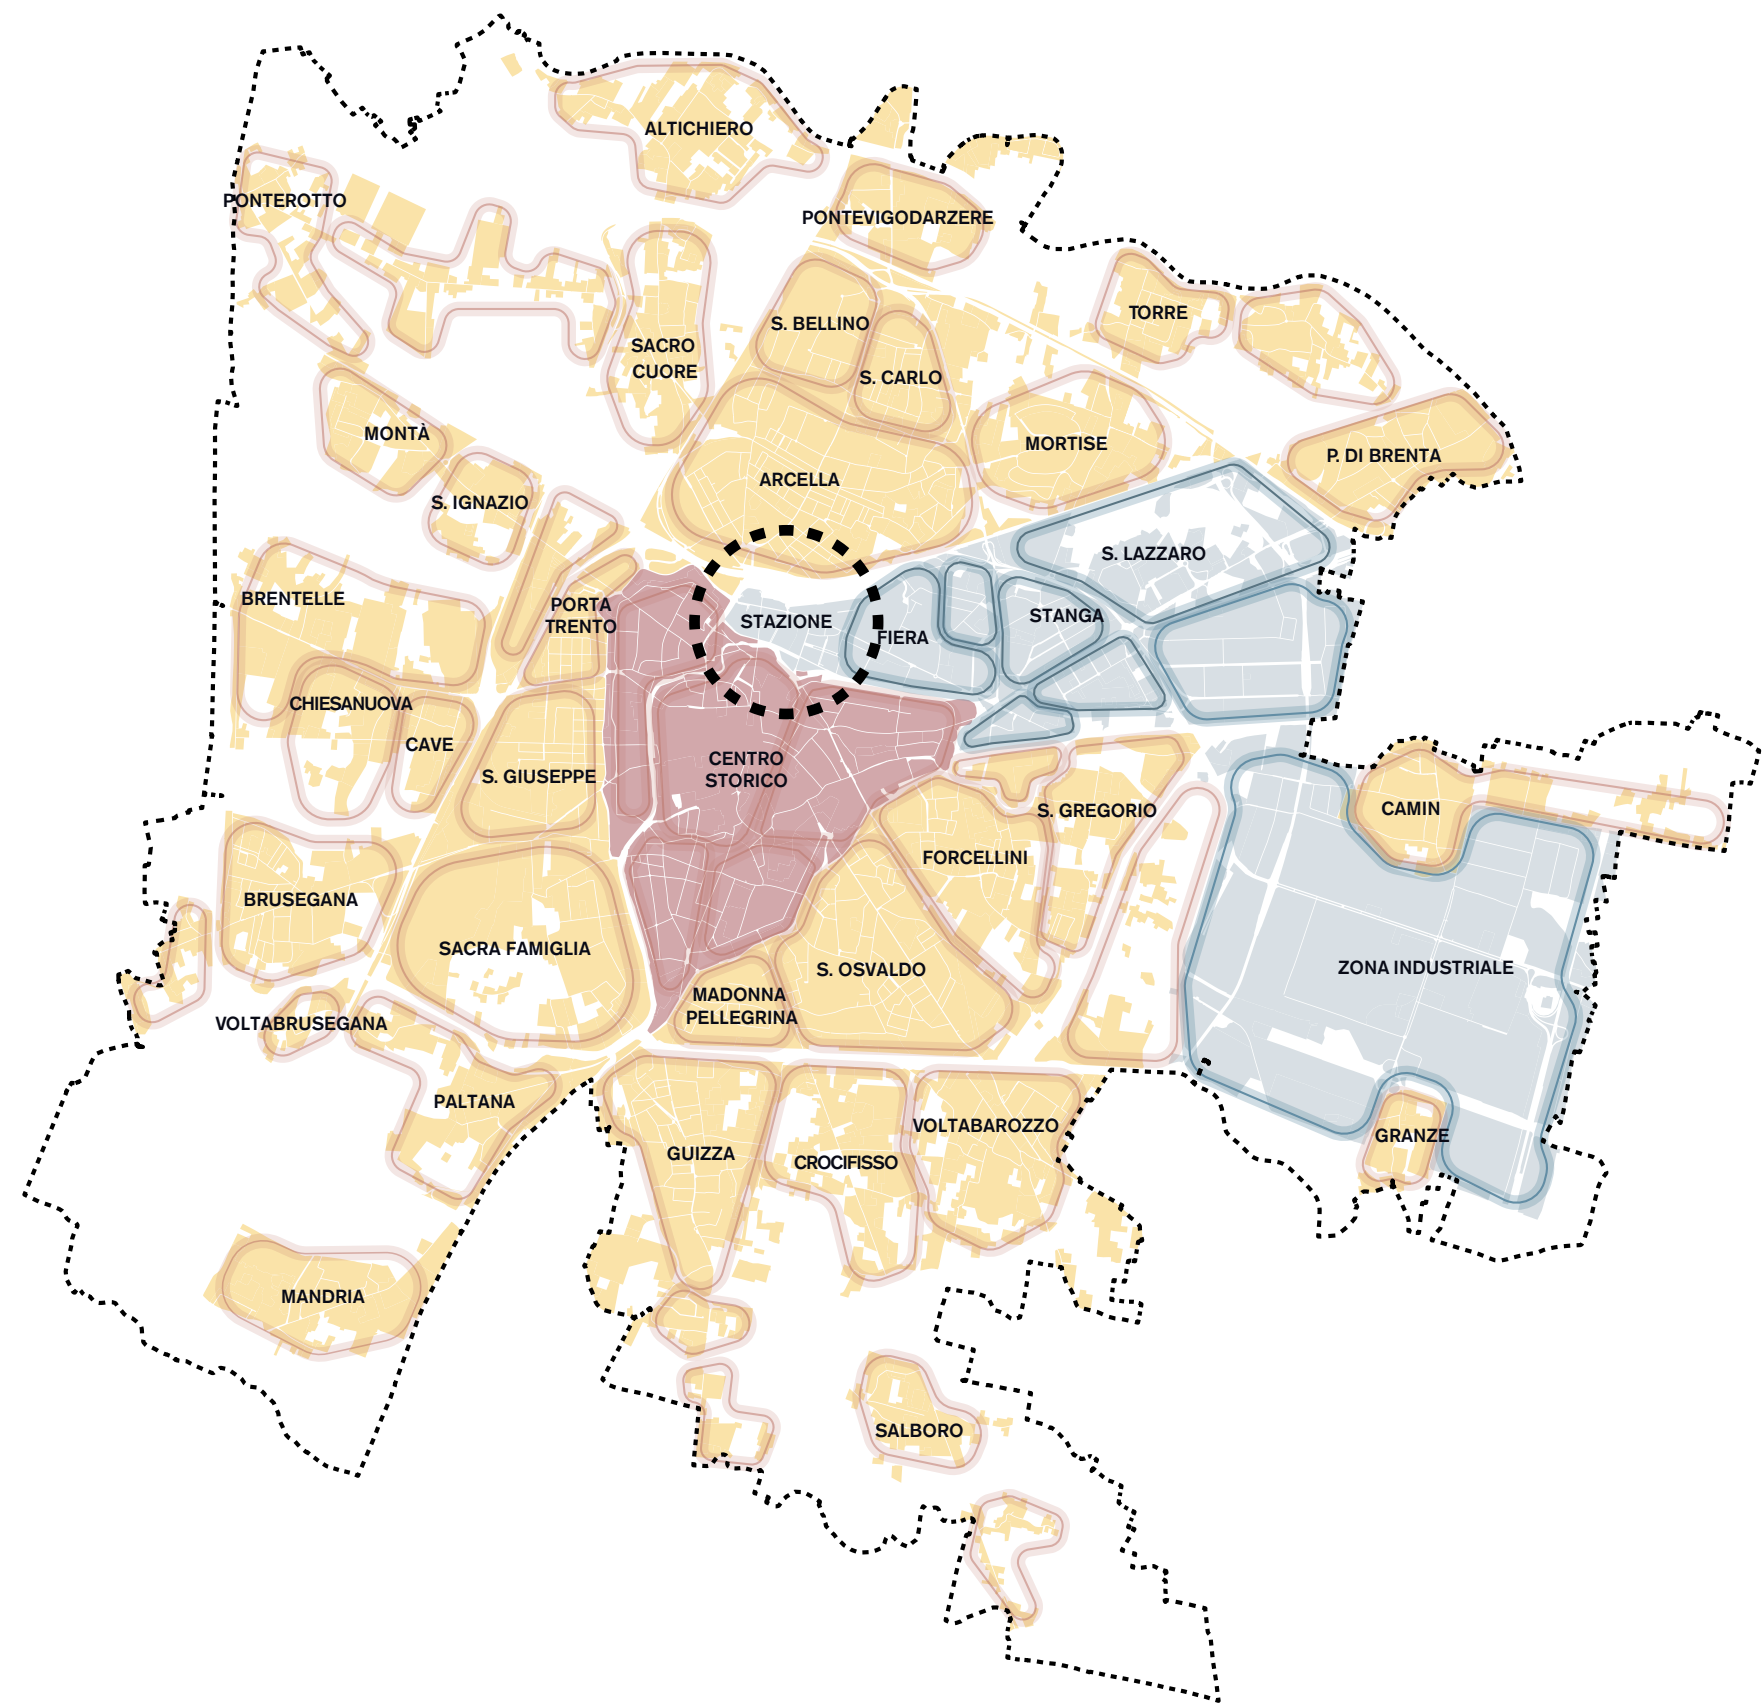 ALTICHIERO
PONTEROTTO
PONTEVIGODARZERE
TORRE
S. BELLINO
SACRO
CUORE
S. CARLO
MONTÀ
MORTISE
P. DI BRENTA
ARCELLA
S. IGNAZIO
S. LAZZARO
BRENTELLE
PORTA
TRENTO
STAZIONE
FIERA
STANGA
CHIESANUOVA
CAVE
S. GIUSEPPE
CENTRO
STORICO
S. GREGORIO
CAMIN
FORCELLINI
BRUSEGANA
SACRA FAMIGLIA
S. OSVALDO
ZONA INDUSTRIALE
MADONNA
PELLEGRINA
VOLTABRUSEGANA
PALTANA
GUIZZA
CROCIFISSO
VOLTABAROZZO
GRANZE
MANDRIA
SALBORO